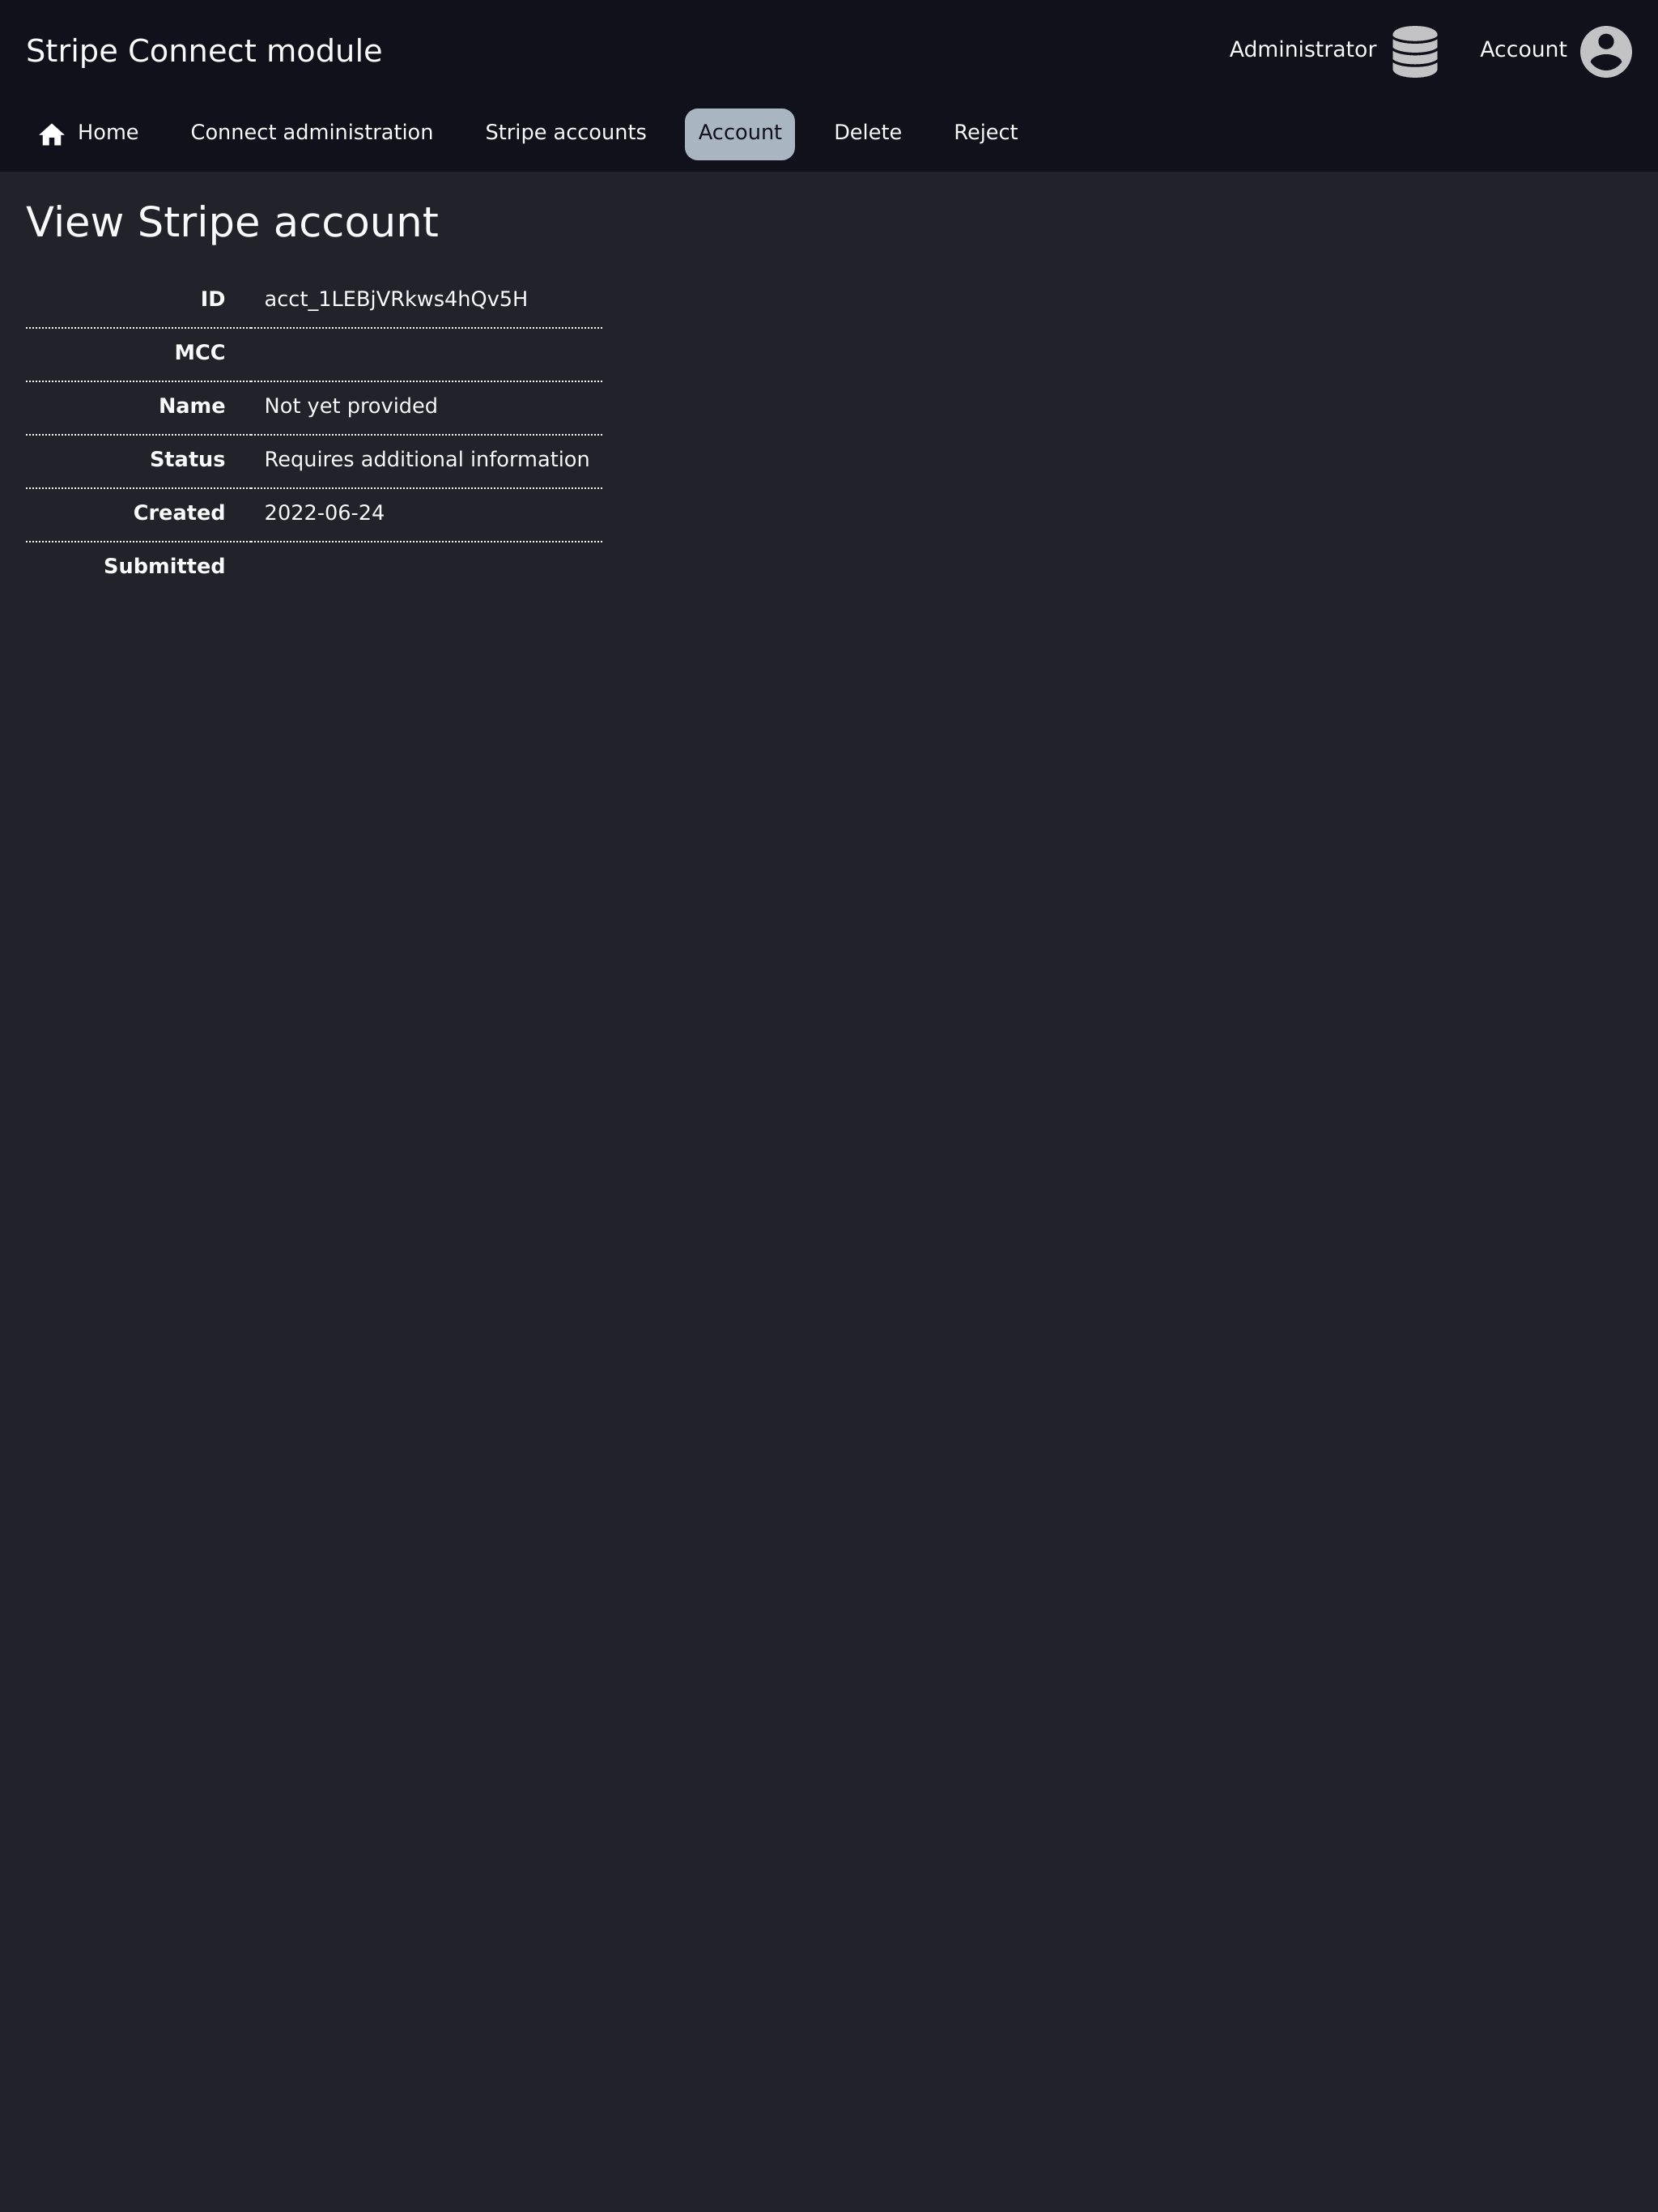 Stripe Connect module
Administrator Account
Home Connect administration Stripe accounts Account Delete Reject
View Stripe account
ID acct_1LEBjVRkws4hQv5H
MCC
Name Not yet provided
Status Requires additional information
Created 2022-06-24
Submitted